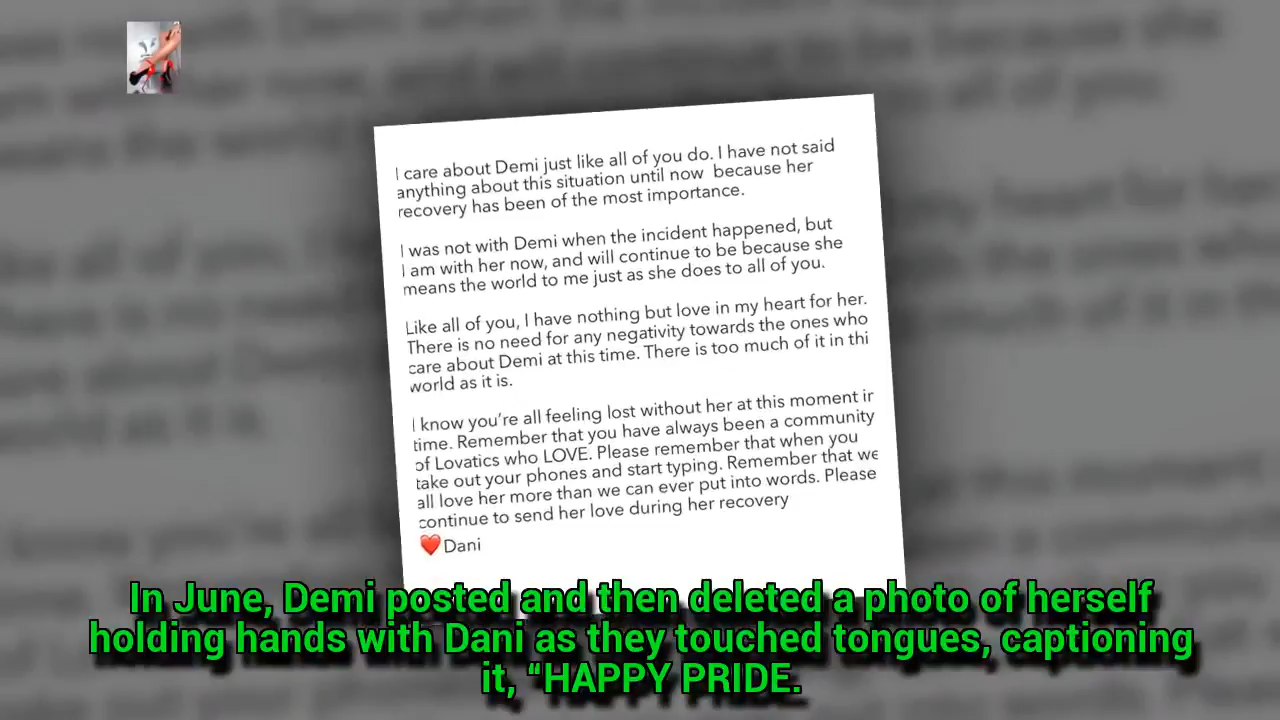 I care about Demi just like all of you do. I have not said
anything about this situation until now because her
recovery has been of the most importance.
I was not with Demi when the incident happened, but
I am with her now, and will continue to be because she
means the world to me just as she does to all of you.
Like all of you, I have nothing but love in my heart for her.
There is no need for any negativity towards the ones who
care about Demi at this time. There is too much of it in thi
world as it is.
I know you're all feeling lost without her at this moment ir
time. Remember that you have always been a community
of Lovatics who LOVE. Please remember that when you
take out your phones and start typing. Remember that we
all love her more than we can ever put into words. Please
continue to send her love during her recovery
❤️Dani
In June, Demi posted and then deleted a photo of herself
holding hands with Dani as they touched tongues, captioning
it, “HAPPY PRIDE.